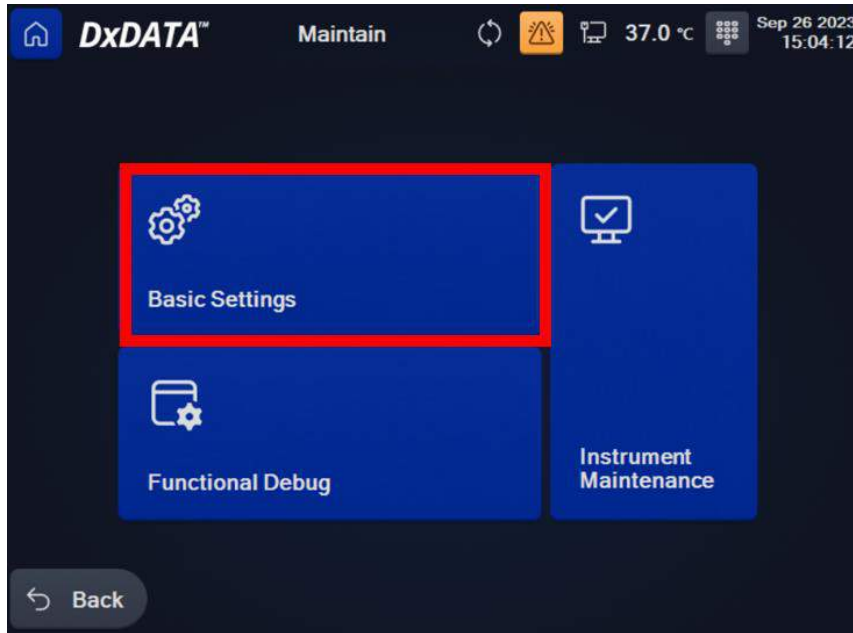 DxDATA™ Maintain 37.0 °C Sep 26 2023
15:04:12
Basic Settings
Functional Debug
Instrument
Maintenance
Back